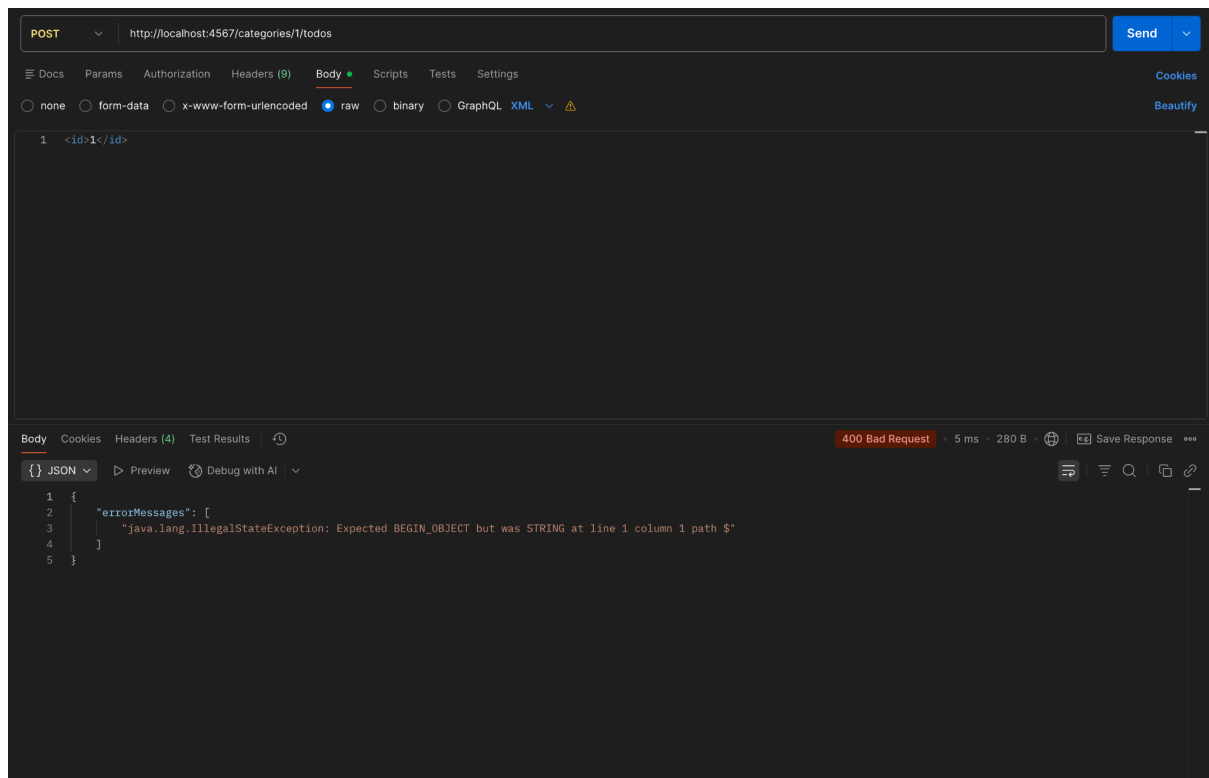 POST http://localhost:4567/categories/1/todos Send
Docs Params Authorization Headers (9) Body Scripts Tests Settings Cookies
none form-data x-www-form-urlencoded raw binary GraphQL XML Beautify
1 <id>1</id>
Body Cookies Headers (4) Test Results 400 Bad Request 5 ms 280 B e.g. Save Response
{} JSON Preview Debug with AI
1 {
2 "errorMessages": [
3 "java.lang.IllegalStateException: Expected BEGIN_OBJECT but was STRING at line 1 column 1 path $"
4 ]
5 }